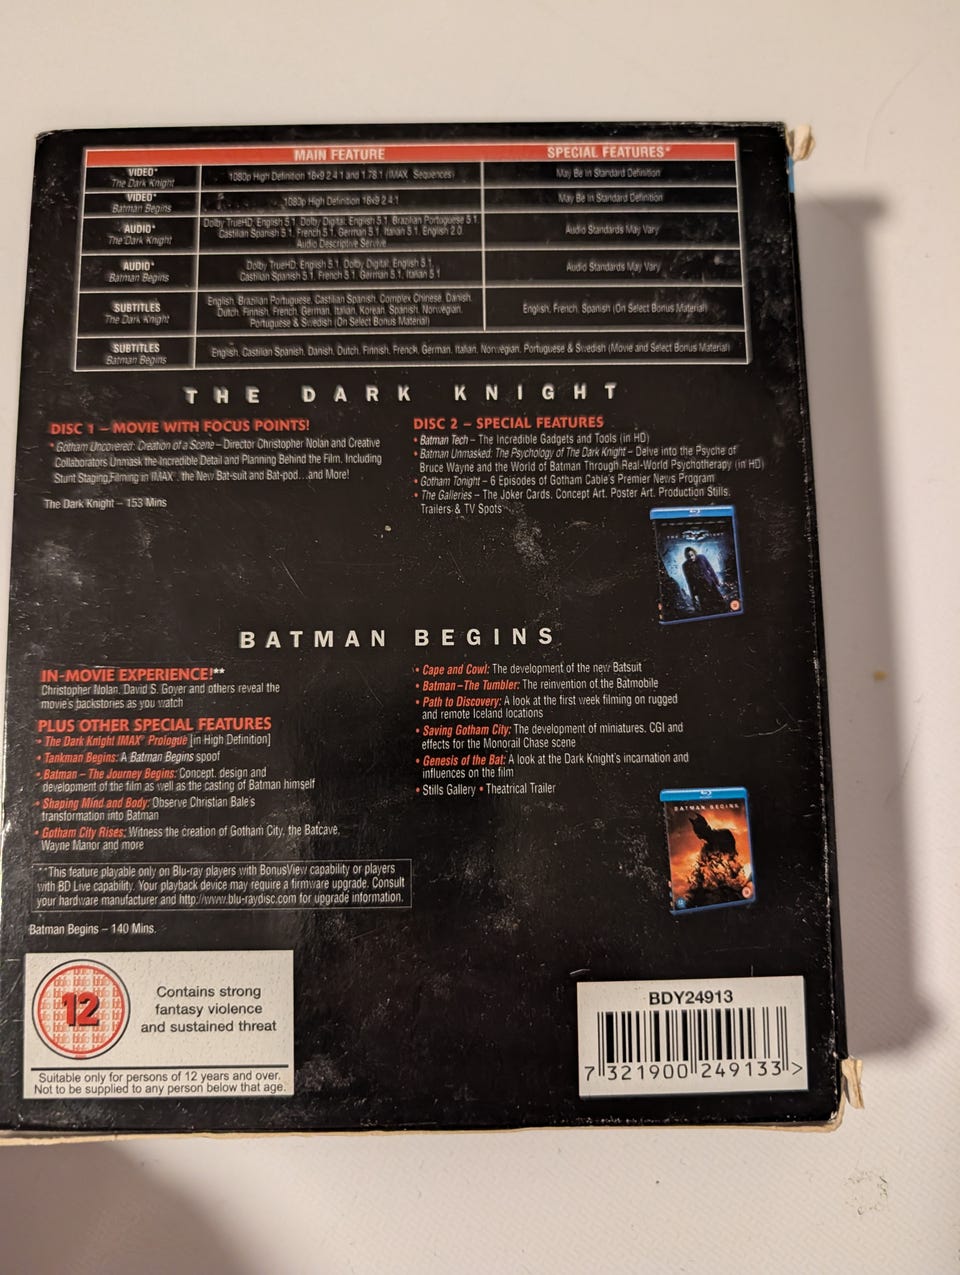 MAIN FEATURE SPECIAL FEATURES*
VIDEO* The Dark Knight
1080p High Definition 16x9 2.4:1 and 1.78:1 (IMAX Sequences)
May Be In Standard Definition
VIDEO* Batman Begins
1080p High Definition 16x9 2.4:1
May Be In Standard Definition
AUDIO* The Dark Knight
Dolby TrueHD: English 5.1, Dolby Digital: English 5.1, Brazilian Portuguese 5.1,
Castilian Spanish 5.1, French 5.1, German 5.1, Italian 5.1, English 2.0
Audio Descriptive Service
Audio Standards May Vary
AUDIO* Batman Begins
Dolby TrueHD: English 5.1, Dolby Digital: English 5.1,
Castilian Spanish 5.1, French 5.1, German 5.1, Italian 5.1
Audio Standards May Vary
SUBTITLES The Dark Knight
English, Brazilian Portuguese, Castilian Spanish, Complex Chinese, Danish,
Dutch, Finnish, French, German, Italian, Korean, Spanish, Norwegian,
Portuguese & Swedish (On Select Bonus Material)
English, French, Spanish (On Select Bonus Material)
SUBTITLES Batman Begins
English, Castilian Spanish, Danish, Dutch, Finnish, French, German, Italian, Norwegian, Portuguese & Swedish (Movie and Select Bonus Material)
THE DARK KNIGHT
DISC 1 – MOVIE WITH FOCUS POINTS!
• Gotham Uncovered: Creation of a Scene – Director Christopher Nolan and Creative
Collaborators Unmask the Incredible Detail and Planning Behind the Film, Including
Stunt Staging, Filming in IMAX®, the New Bat-suit and Bat-pod...and More!
The Dark Knight – 153 Mins
DISC 2 – SPECIAL FEATURES
• Batman Tech – The Incredible Gadgets and Tools (in HD)
• Batman Unmasked: The Psychology of The Dark Knight – Delve into the Psyche of
Bruce Wayne and the World of Batman Through Real-World Psychotherapy (in HD)
• Gotham Tonight – 6 Episodes of Gotham Cable's Premier News Program
• The Galleries – The Joker Cards, Concept Art, Poster Art, Production Stills,
Trailers & TV Spots
BATMAN BEGINS
IN-MOVIE EXPERIENCE!**
Christopher Nolan, David S. Goyer and others reveal the
movie's backstories as you watch
PLUS OTHER SPECIAL FEATURES
• The Dark Knight IMAX® Prologue [in High Definition]
• Tankman Begins: A Batman Begins spoof
• Batman – The Journey Begins: Concept, design and
development of the film as well as the casting of Batman himself
• Shaping Mind and Body: Observe Christian Bale's
transformation into Batman
• Gotham City Rises: Witness the creation of Gotham City, the Batcave,
Wayne Manor and more
• Cape and Cowl: The development of the new Batsuit
• Batman –The Tumbler: The reinvention of the Batmobile
• Path to Discovery: A look at the first week filming on rugged
and remote Iceland locations
• Saving Gotham City: The development of miniatures, CGI and
effects for the Monorail Chase scene
• Genesis of the Bat: A look at the Dark Knight's incarnation and
influences on the film
• Stills Gallery • Theatrical Trailer
BATMAN BEGINS
**This feature playable only on Blu-ray players with BonusView capability or players
with BD Live capability. Your playback device may require a firmware upgrade. Consult
your hardware manufacturer and http://www.blu-raydisc.com for upgrade information.
Batman Begins – 140 Mins.
12
Contains strong
fantasy violence
and sustained threat
Suitable only for persons of 12 years and over.
Not to be supplied to any person below that age.
BDY24913
7 321900 249133 >